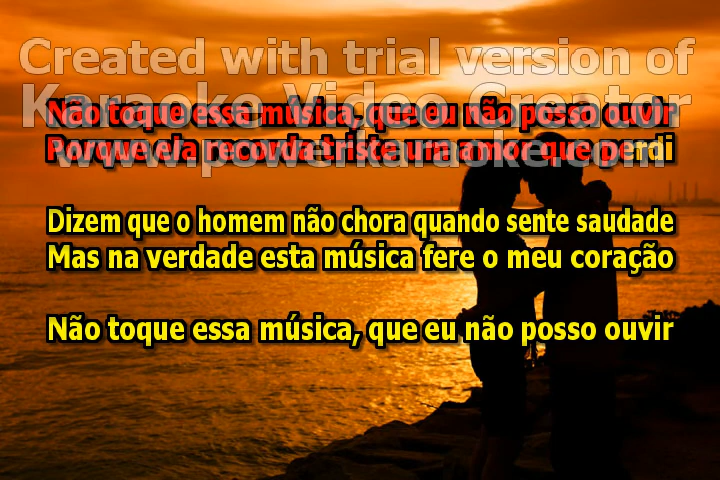 Created with trial version of
Karaoke Video Creator
Não toque essa música, que eu não posso ouvir
www.powerkaraoke.com
Porque ela recorda triste um amor que perdi
Dizem que o homem não chora quando sente saudade
Mas na verdade esta música fere o meu coração
Não toque essa música, que eu não posso ouvir